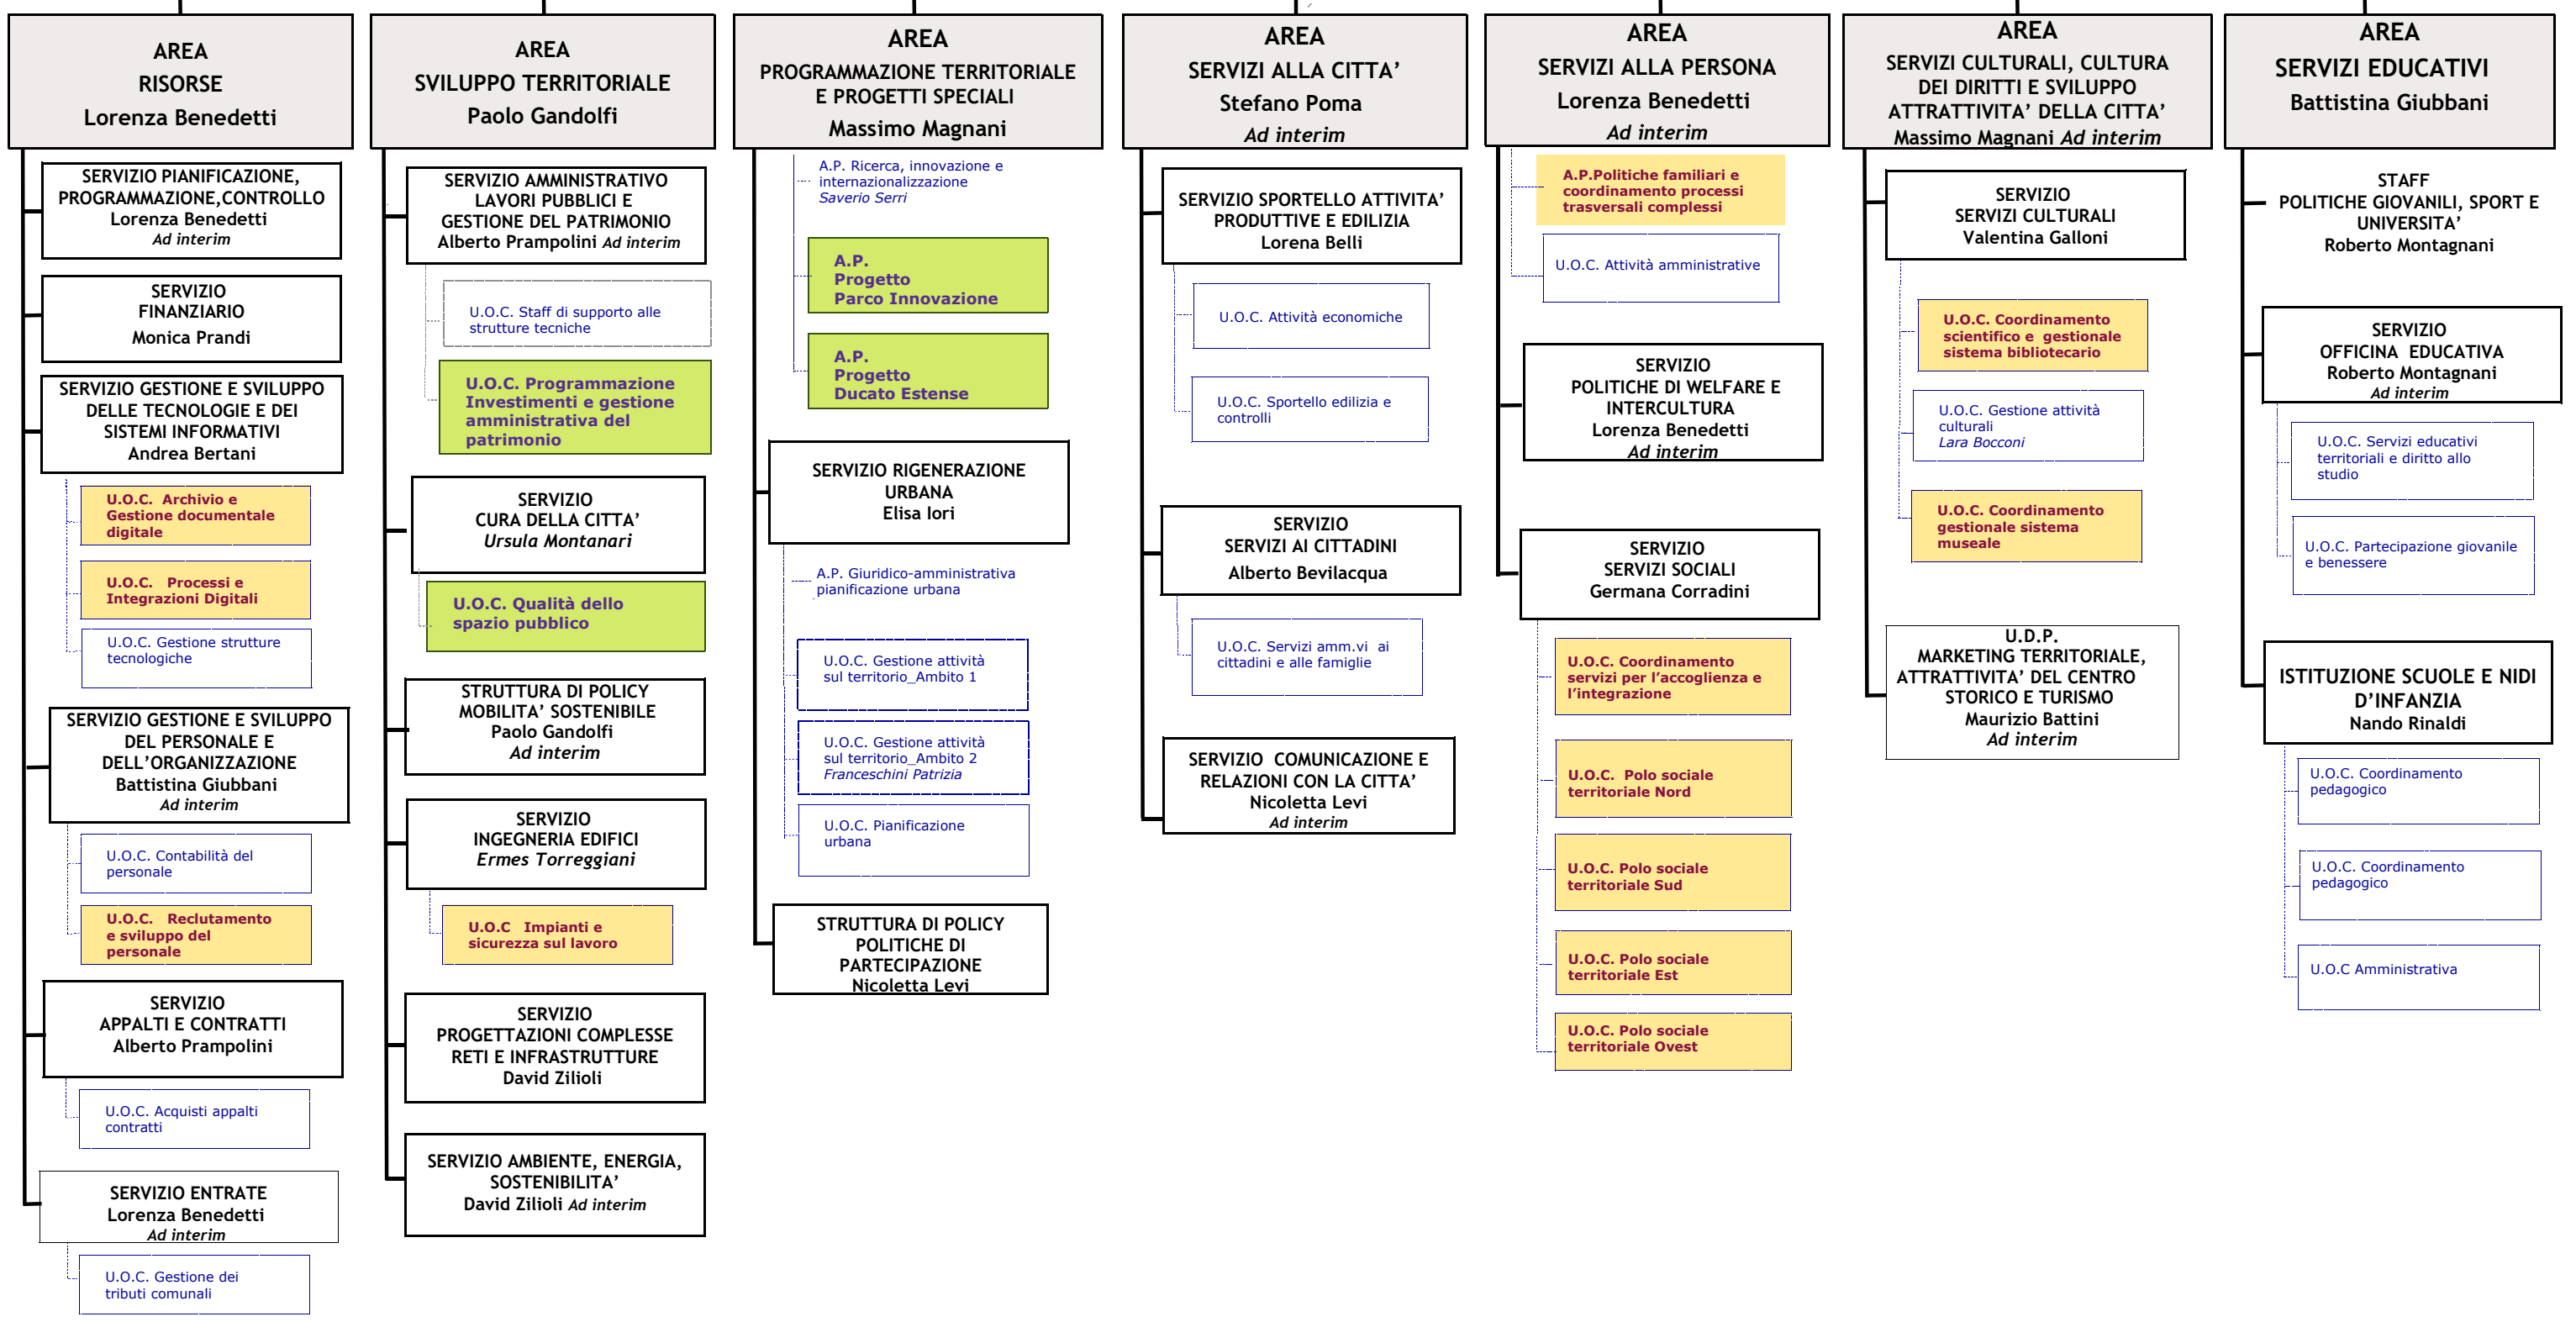 AREA
RISORSE
Lorenza Benedetti
SERVIZIO PIANIFICAZIONE,
PROGRAMMAZIONE,CONTROLLO
Lorenza Benedetti
Ad interim
SERVIZIO
FINANZIARIO
Monica Prandi
SERVIZIO GESTIONE E SVILUPPO
DELLE TECNOLOGIE E DEI
SISTEMI INFORMATIVI
Andrea Bertani
U.O.C. Archivio e
Gestione documentale
digitale
U.O.C. Processi e
Integrazioni Digitali
U.O.C. Gestione strutture
tecnologiche
SERVIZIO GESTIONE E SVILUPPO
DEL PERSONALE E
DELL’ORGANIZZAZIONE
Battistina Giubbani
Ad interim
U.O.C. Contabilità del
personale
U.O.C. Reclutamento
e sviluppo del
personale
SERVIZIO
APPALTI E CONTRATTI
Alberto Prampolini
U.O.C. Acquisti appalti
contratti
SERVIZIO ENTRATE
Lorenza Benedetti
Ad interim
U.O.C. Gestione dei
tributi comunali
AREA
SVILUPPO TERRITORIALE
Paolo Gandolfi
SERVIZIO AMMINISTRATIVO
LAVORI PUBBLICI E
GESTIONE DEL PATRIMONIO
Alberto Prampolini Ad interim
U.O.C. Staff di supporto alle
strutture tecniche
U.O.C. Programmazione
Investimenti e gestione
amministrativa del
patrimonio
SERVIZIO
CURA DELLA CITTA’
Ursula Montanari
U.O.C. Qualità dello
spazio pubblico
STRUTTURA DI POLICY
MOBILITA’ SOSTENIBILE
Paolo Gandolfi
Ad interim
SERVIZIO
INGEGNERIA EDIFICI
Ermes Torreggiani
U.O.C Impianti e
sicurezza sul lavoro
SERVIZIO
PROGETTAZIONI COMPLESSE
RETI E INFRASTRUTTURE
David Zilioli
SERVIZIO AMBIENTE, ENERGIA,
SOSTENIBILITA’
David Zilioli Ad interim
AREA
PROGRAMMAZIONE TERRITORIALE
E PROGETTI SPECIALI
Massimo Magnani
A.P. Ricerca, innovazione e
internazionalizzazione
Saverio Serri
A.P.
Progetto
Parco Innovazione
A.P.
Progetto
Ducato Estense
SERVIZIO RIGENERAZIONE
URBANA
Elisa Iori
A.P. Giuridico-amministrativa
pianificazione urbana
U.O.C. Gestione attività
sul territorio_Ambito 1
U.O.C. Gestione attività
sul territorio_Ambito 2
Franceschini Patrizia
U.O.C. Pianificazione
urbana
STRUTTURA DI POLICY
POLITICHE DI
PARTECIPAZIONE
Nicoletta Levi
AREA
SERVIZI ALLA CITTA’
Stefano Poma
Ad interim
SERVIZIO SPORTELLO ATTIVITA’
PRODUTTIVE E EDILIZIA
Lorena Belli
U.O.C. Attività economiche
U.O.C. Sportello edilizia e
controlli
SERVIZIO
SERVIZI AI CITTADINI
Alberto Bevilacqua
U.O.C. Servizi amm.vi ai
cittadini e alle famiglie
SERVIZIO COMUNICAZIONE E
RELAZIONI CON LA CITTA’
Nicoletta Levi
Ad interim
AREA
SERVIZI ALLA PERSONA
Lorenza Benedetti
Ad interim
A.P.Politiche familiari e
coordinamento processi
trasversali complessi
U.O.C. Attività amministrative
SERVIZIO
POLITICHE DI WELFARE E
INTERCULTURA
Lorenza Benedetti
Ad interim
SERVIZIO
SERVIZI SOCIALI
Germana Corradini
U.O.C. Coordinamento
servizi per l’accoglienza e
l’integrazione
U.O.C. Polo sociale
territoriale Nord
U.O.C. Polo sociale
territoriale Sud
U.O.C. Polo sociale
territoriale Est
U.O.C. Polo sociale
territoriale Ovest
AREA
SERVIZI CULTURALI, CULTURA
DEI DIRITTI E SVILUPPO
ATTRATTIVITA’ DELLA CITTA’
Massimo Magnani Ad interim
SERVIZIO
SERVIZI CULTURALI
Valentina Galloni
U.O.C. Coordinamento
scientifico e gestionale
sistema bibliotecario
U.O.C. Gestione attività
culturali
Lara Bocconi
U.O.C. Coordinamento
gestionale sistema
museale
U.D.P.
MARKETING TERRITORIALE,
ATTRATTIVITA’ DEL CENTRO
STORICO E TURISMO
Maurizio Battini
Ad interim
AREA
SERVIZI EDUCATIVI
Battistina Giubbani
STAFF
POLITICHE GIOVANILI, SPORT E
UNIVERSITA’
Roberto Montagnani
SERVIZIO
OFFICINA EDUCATIVA
Roberto Montagnani
Ad interim
U.O.C. Servizi educativi
territoriali e diritto allo
studio
U.O.C. Partecipazione giovanile
e benessere
ISTITUZIONE SCUOLE E NIDI
D’INFANZIA
Nando Rinaldi
U.O.C. Coordinamento
pedagogico
U.O.C. Coordinamento
pedagogico
U.O.C Amministrativa